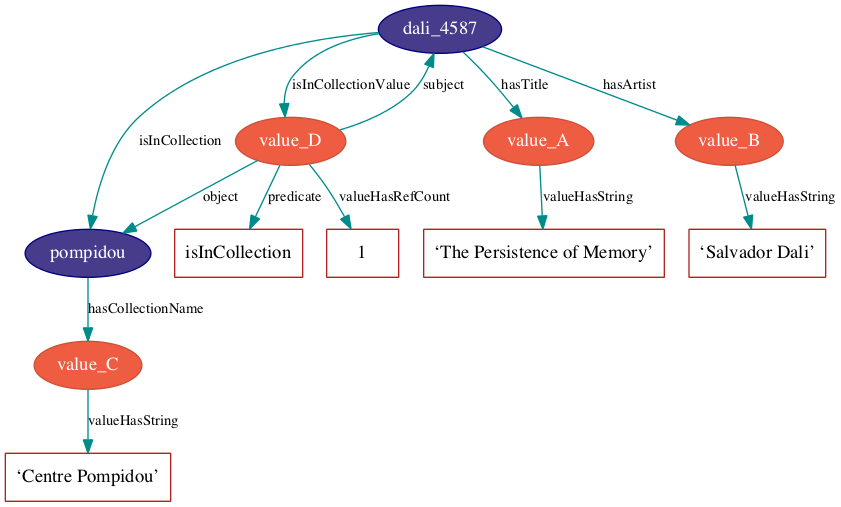 dali_4587
isInCollectionValue
subject
hasTitle
hasArtist
isInCollection
value_D
value_A
value_B
object
predicate
valueHasRefCount
valueHasString
valueHasString
pompidou
isInCollection
1
‘The Persistence of Memory’
‘Salvador Dali’
hasCollectionName
value_C
valueHasString
‘Centre Pompidou’